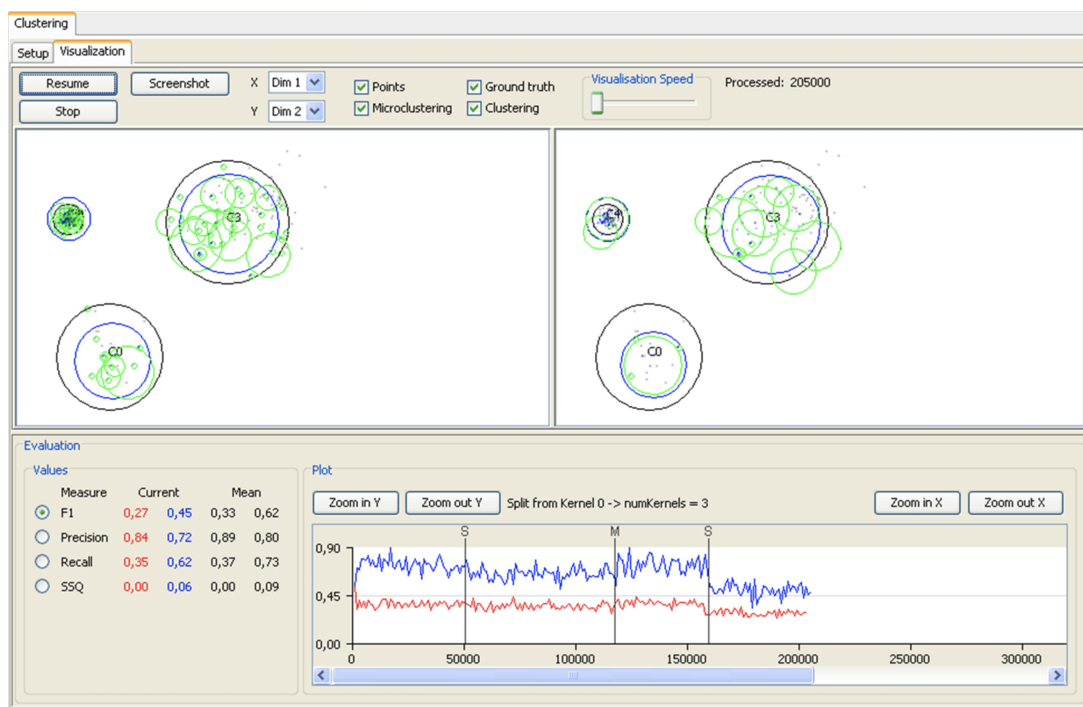 Clustering
Setup Visualization
Resume Screenshot X Dim 1 Points Ground truth Visualisation Speed Processed: 205000
Stop Y Dim 2 Microclustering Clustering
C3 C4 C3
C0 C0
Evaluation
Values Plot
Measure Current Mean
Zoom in Y Zoom out Y Split from Kernel 0 -> numKernels = 3 Zoom in X Zoom out X
F1 0,27 0,45 0,33 0,62
Precision 0,84 0,72 0,89 0,80
Recall 0,35 0,62 0,37 0,73
SSQ 0,00 0,06 0,00 0,09
S M S
0,90
0,45
0,00
0 50000 100000 150000 200000 250000 300000